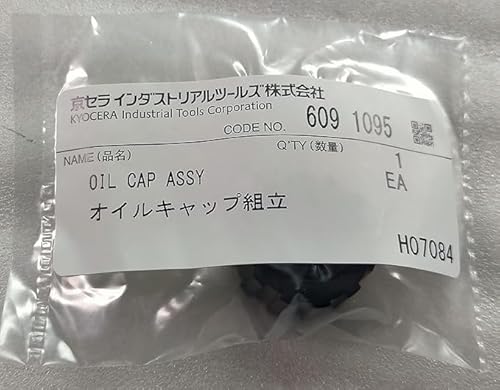 京セラ インダストリアルツールズ株式会社
KYOCERA Industrial Tools Corporation
CODE NO. 609 1095
NAME (品名) Q'TY (数量) 1
OIL CAP ASSY EA
オイルキャップ組立
H07084